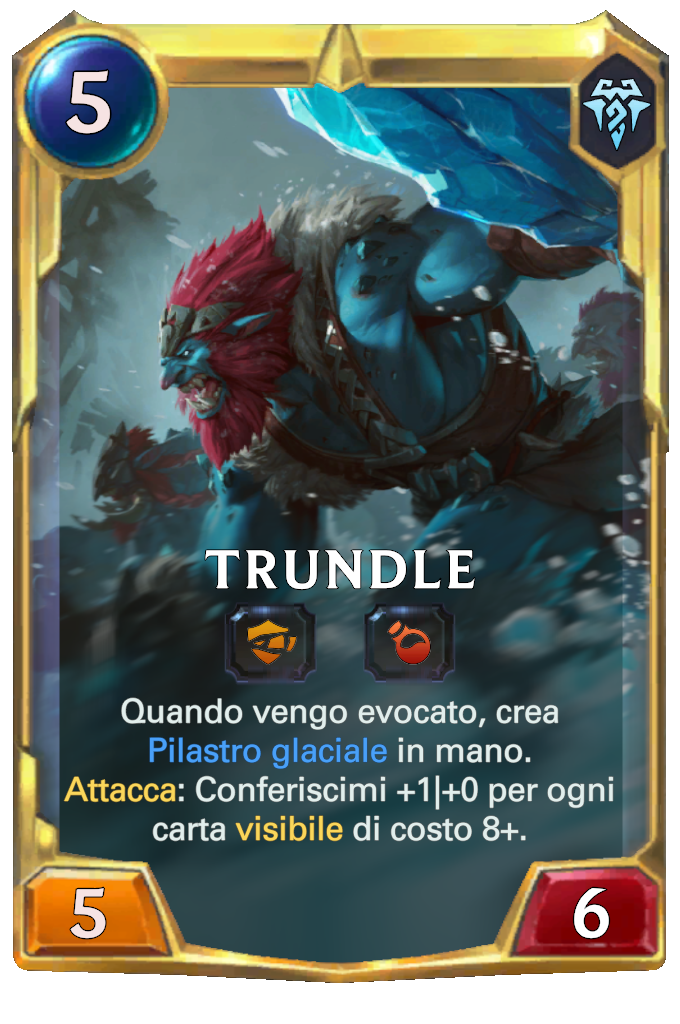 5
TRUNDLE
Quando vengo evocato, crea
Pilastro glaciale in mano.
Attacca: Conferiscimi +1|+0 per ogni
carta visibile di costo 8+.
5 6